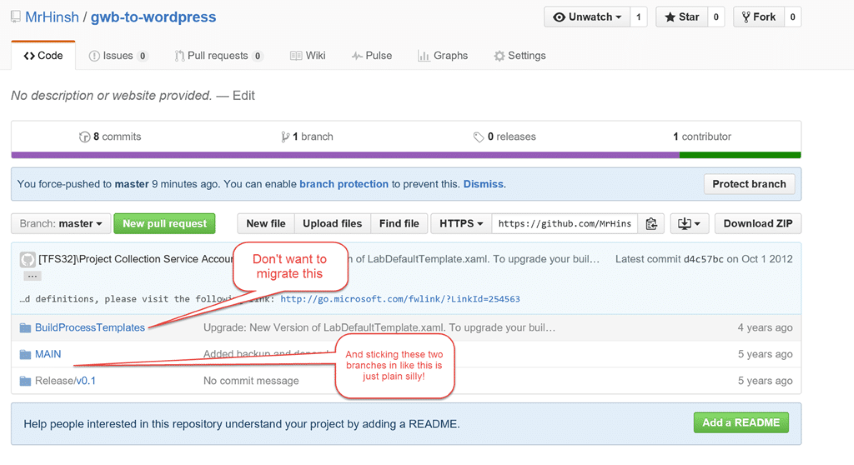 MrHinsh / gwb-to-wordpress
Unwatch 1 Star 0 Fork 0
Code Issues 0 Pull requests 0 Wiki Pulse Graphs Settings
No description or website provided. — Edit
8 commits 1 branch 0 releases 1 contributor
You force-pushed to master 9 minutes ago. You can enable branch protection to prevent this. Dismiss. Protect branch
Branch: master New pull request New file Upload files Find file HTTPS https://github.com/MrHins Download ZIP
[TFS32]\Project Collection Service Accou n of LabDefaultTemplate.xaml. To upgrade your buil… Latest commit d4c57bc on Oct 1 2012
Don't want to
migrate this
…
…d definitions, please visit the follow link: http://go.microsoft.com/fwlink/?LinkId=254563
BuildProcessTemplates Upgrade: New Version of LabDefaultTemplate.xaml. To upgrade your buil… 4 years ago
MAIN Added backup and 5 years ago
And sticking these two
branches in like this is
just plain silly!
Release/v0.1 No commit message 5 years ago
Help people interested in this repository understand your project by adding a README. Add a README